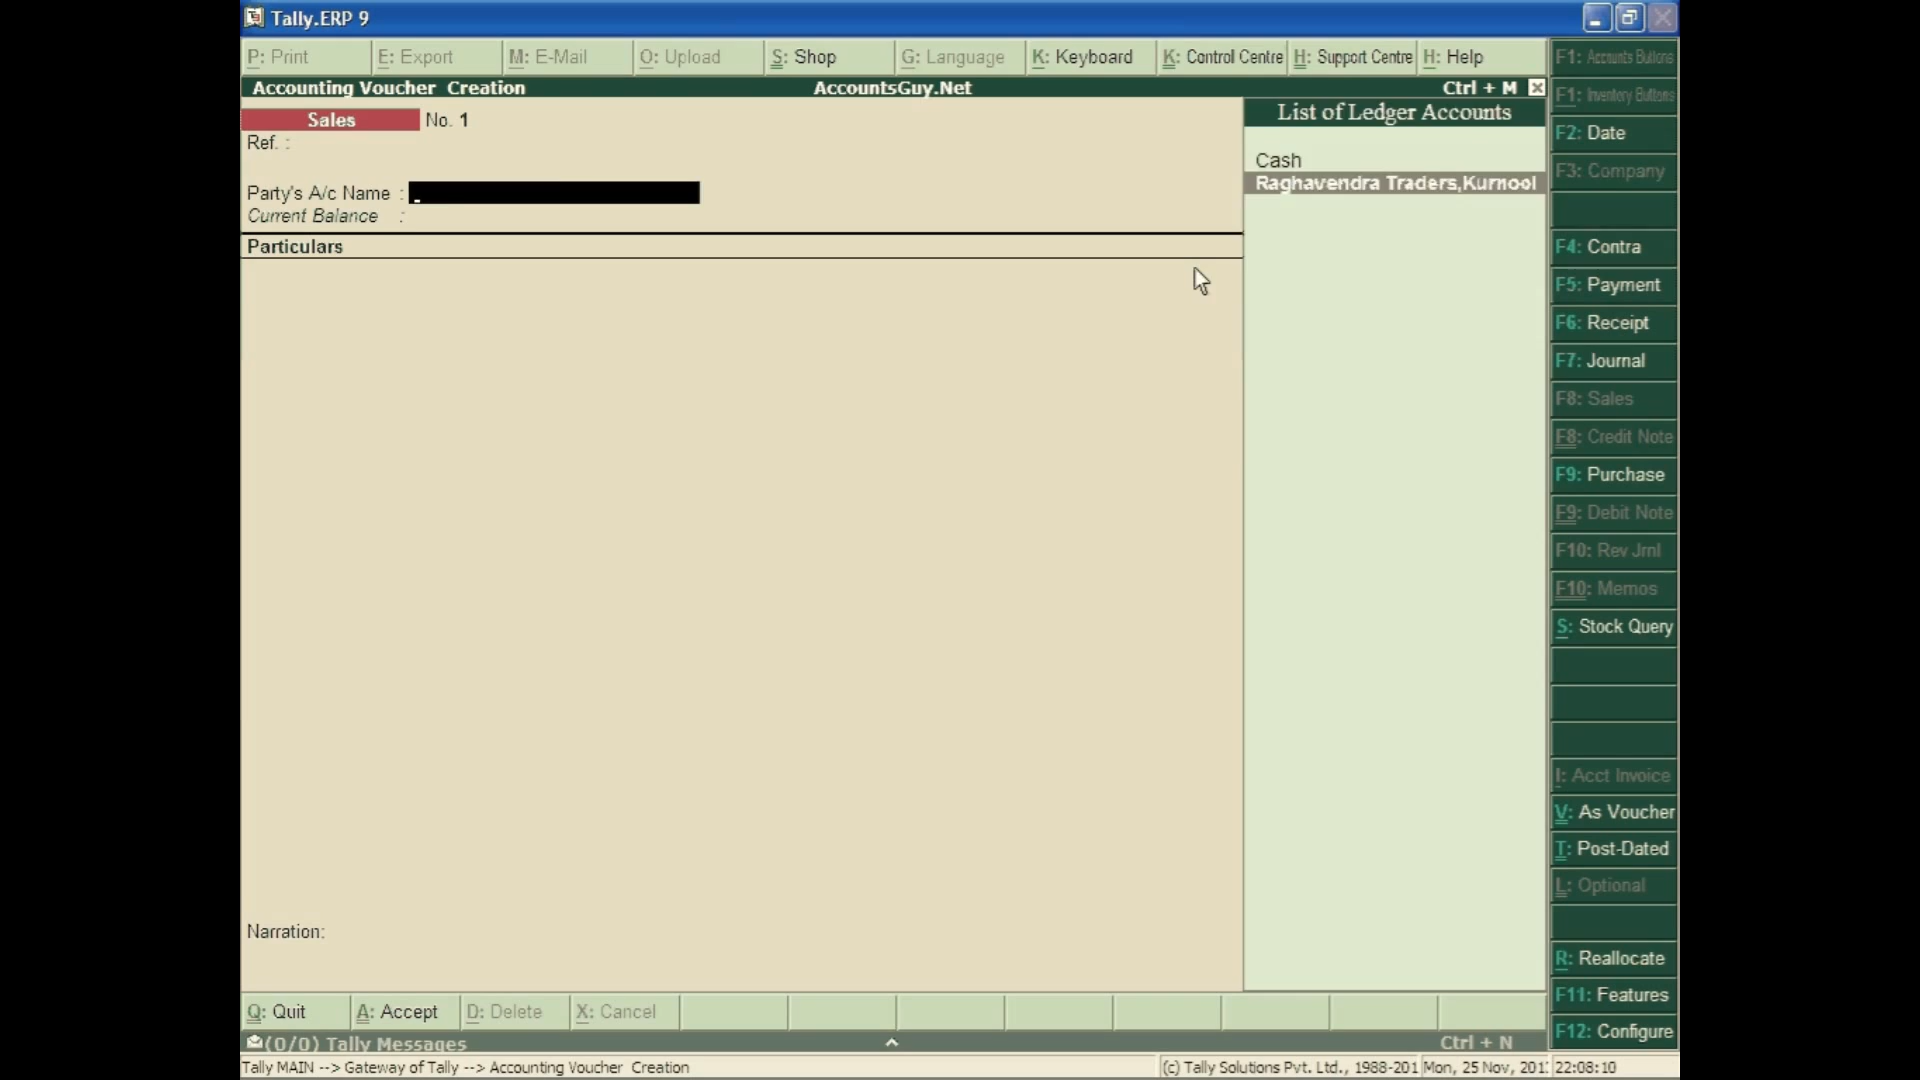 Tally.ERP 9
P: Print E: Export M: E-Mail O: Upload S: Shop G: Language K: Keyboard K: Control Centre H: Support Centre H: Help
Accounting Voucher Creation AccountsGuy.Net Ctrl + M
Sales No. 1
Ref. :
Party's A/c Name :
Current Balance :
Particulars
List of Ledger Accounts
Cash
Raghavendra Traders,Kurnool
F1: Accounts Buttons
F1: Inventory Buttons
F2: Date
F3: Company
F4: Contra
F5: Payment
F6: Receipt
F7: Journal
F8: Sales
F8: Credit Note
F9: Purchase
F9: Debit Note
F10: Rev Jrnl
F10: Memos
S: Stock Query
I: Acct Invoice
V: As Voucher
T: Post-Dated
L: Optional
R: Reallocate
F11: Features
F12: Configure
Narration:
Q: Quit A: Accept D: Delete X: Cancel
(0/0) Tally Messages Ctrl + N
Tally MAIN --> Gateway of Tally --> Accounting Voucher Creation (c) Tally Solutions Pvt. Ltd., 1988-201 Mon, 25 Nov, 201 22:08:10